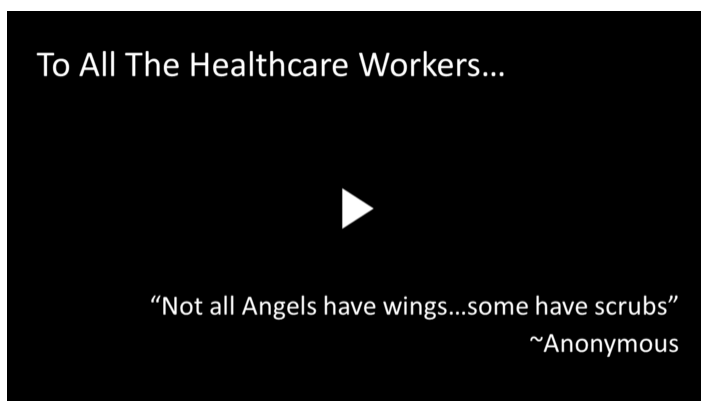 To All The Healthcare Workers…
“Not all Angels have wings…some have scrubs”
~Anonymous